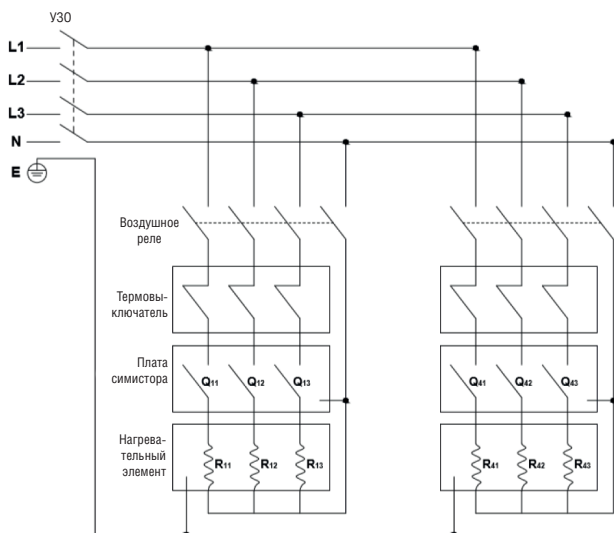 УЗО
L1
L2
L3
N
E
Воздушное
реле
Термовы-
ключатель
Плата
симистора
Q11 Q12 Q13
Q41 Q42 Q43
Нагрева-
тельный
элемент
R11 R12 R13
R41 R42 R43